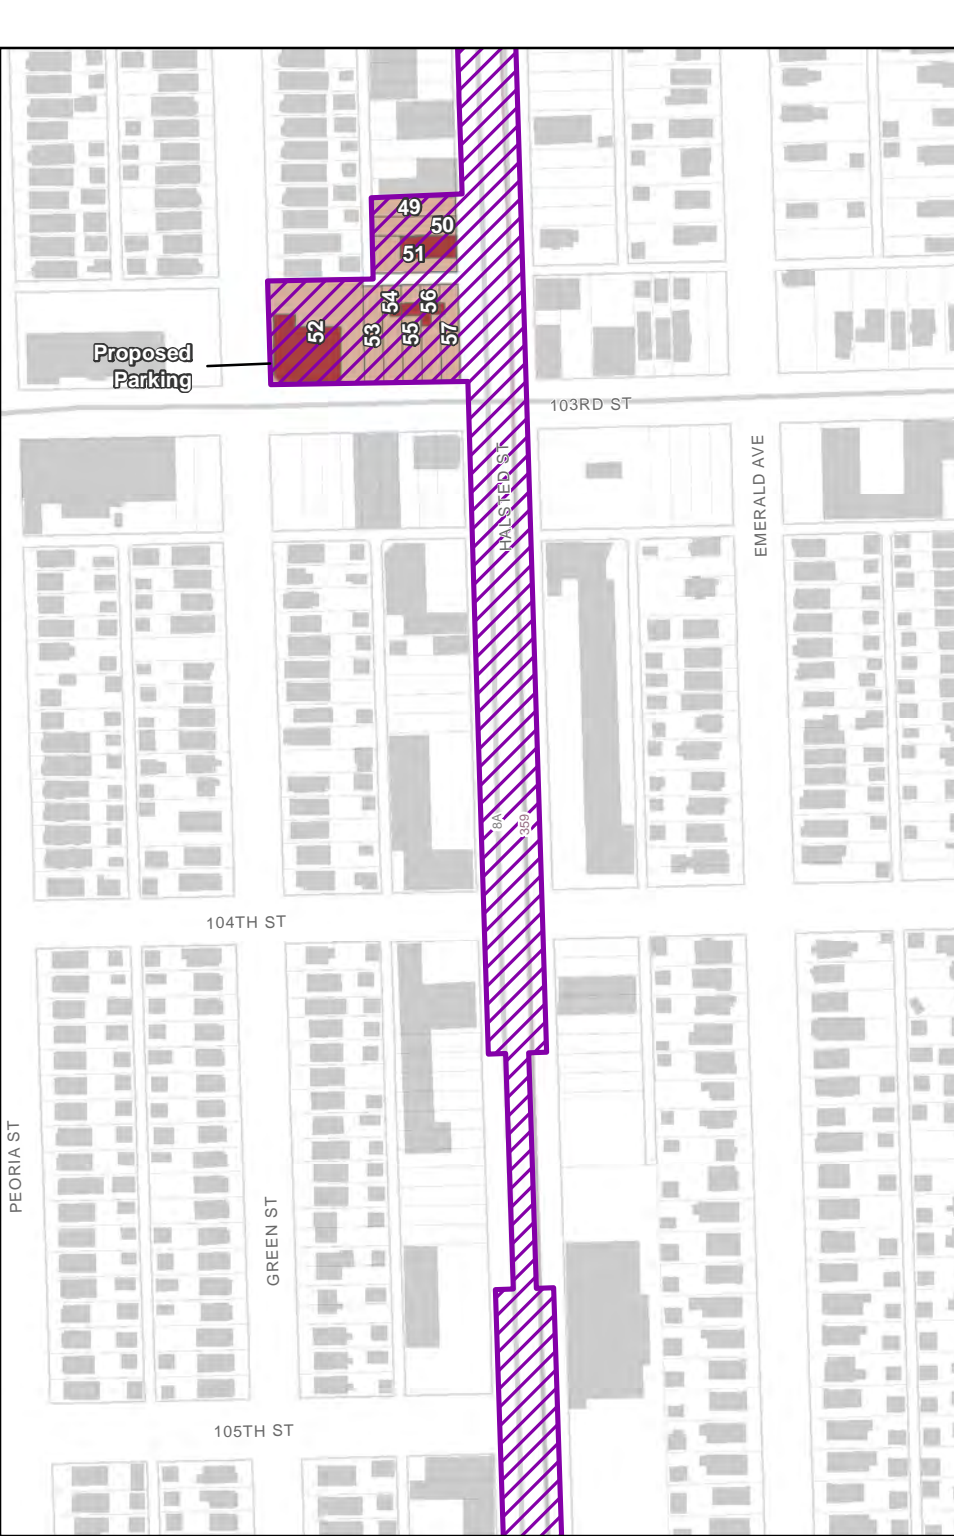 49
50
51
52
53
54
55
56
57
Proposed
Parking
103RD ST
HALSTED ST
EMERALD AVE
8A
359
104TH ST
PEORIA ST
GREEN ST
105TH ST